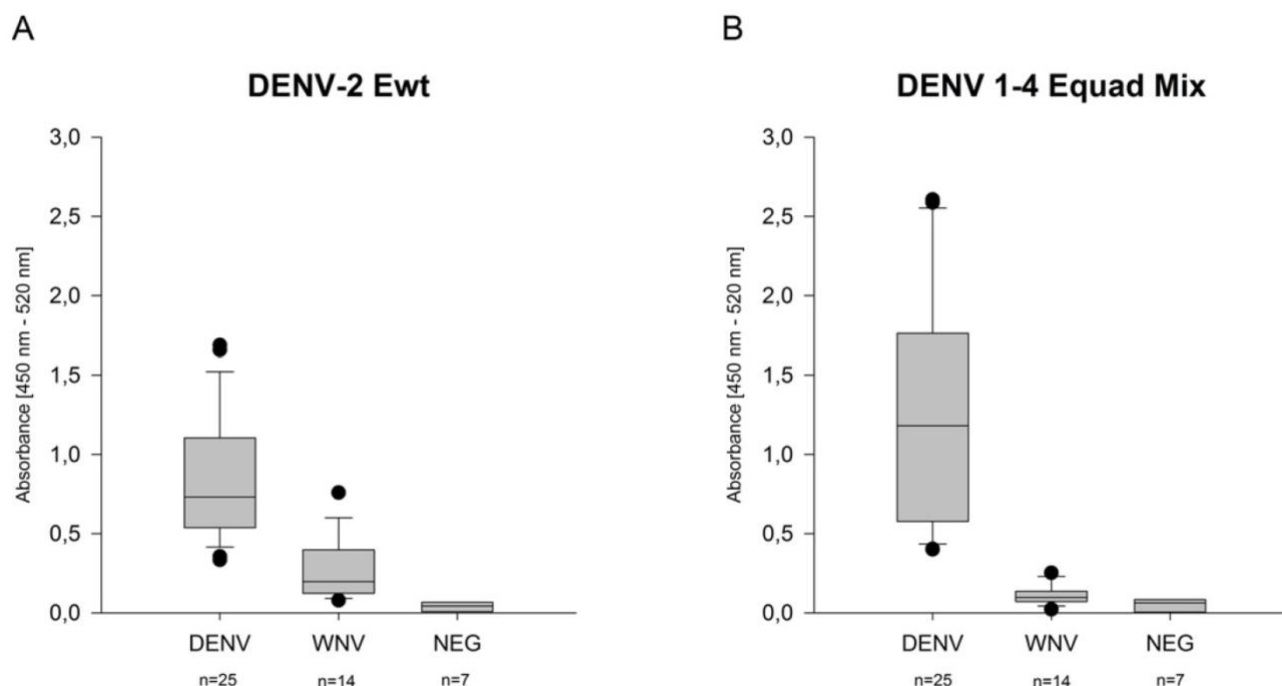 A
DENV-2 Ewt
3,0
2,5
2,0
1,5
1,0
0,5
0,0
Absorbance [450 nm - 520 nm]
DENV WNV NEG
n=25 n=14 n=7
B
DENV 1-4 Equad Mix
3,0
2,5
2,0
1,5
1,0
0,5
0,0
Absorbance [450 nm - 520 nm]
DENV WNV NEG
n=25 n=14 n=7